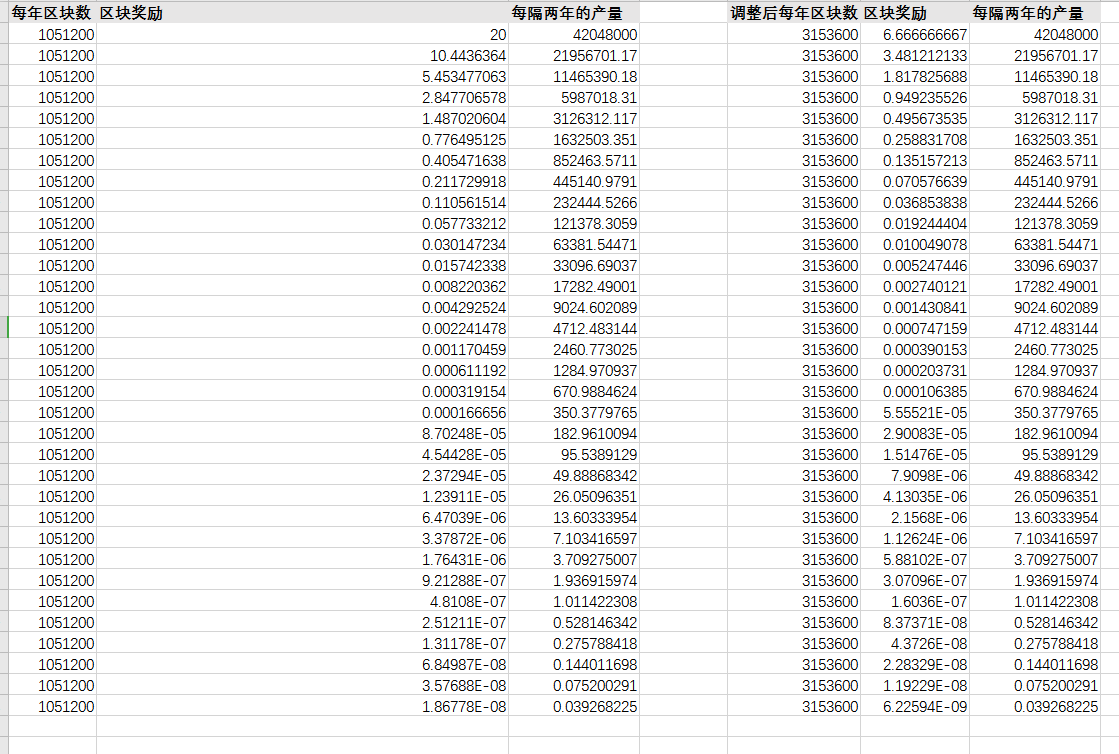 每年区块数 区块奖励 每隔两年的产量 调整后每年区块数 区块奖励 每隔两年的产量
1051200 20 42048000 3153600 6.666666667 42048000
1051200 10.4436364 21956701.17 3153600 3.481212133 21956701.17
1051200 5.453477063 11465390.18 3153600 1.817825688 11465390.18
1051200 2.847706578 5987018.31 3153600 0.949235526 5987018.31
1051200 1.487020604 3126312.117 3153600 0.495673535 3126312.117
1051200 0.776495125 1632503.351 3153600 0.258831708 1632503.351
1051200 0.405471638 852463.5711 3153600 0.135157213 852463.5711
1051200 0.211729918 445140.9791 3153600 0.070576639 445140.9791
1051200 0.110561514 232444.5266 3153600 0.036853838 232444.5266
1051200 0.057733212 121378.3059 3153600 0.019244404 121378.3059
1051200 0.030147234 63381.54471 3153600 0.010049078 63381.54471
1051200 0.015742338 33096.69037 3153600 0.005247446 33096.69037
1051200 0.008220362 17282.49001 3153600 0.002740121 17282.49001
1051200 0.004292524 9024.602089 3153600 0.001430841 9024.602089
1051200 0.002241478 4712.483144 3153600 0.000747159 4712.483144
1051200 0.001170459 2460.773025 3153600 0.000390153 2460.773025
1051200 0.000611192 1284.970937 3153600 0.000203731 1284.970937
1051200 0.000319154 670.9884624 3153600 0.000106385 670.9884624
1051200 0.000166656 350.3779765 3153600 5.55521E-05 350.3779765
1051200 8.70248E-05 182.9610094 3153600 2.90083E-05 182.9610094
1051200 4.54428E-05 95.5389129 3153600 1.51476E-05 95.5389129
1051200 2.37294E-05 49.88868342 3153600 7.9098E-06 49.88868342
1051200 1.23911E-05 26.05096351 3153600 4.13035E-06 26.05096351
1051200 6.47039E-06 13.60333954 3153600 2.1568E-06 13.60333954
1051200 3.37872E-06 7.103416597 3153600 1.12624E-06 7.103416597
1051200 1.76431E-06 3.709275007 3153600 5.88102E-07 3.709275007
1051200 9.21288E-07 1.936915974 3153600 3.07096E-07 1.936915974
1051200 4.8108E-07 1.011422308 3153600 1.6036E-07 1.011422308
1051200 2.51211E-07 0.528146342 3153600 8.37371E-08 0.528146342
1051200 1.31178E-07 0.275788418 3153600 4.3726E-08 0.275788418
1051200 6.84987E-08 0.144011698 3153600 2.28329E-08 0.144011698
1051200 3.57688E-08 0.075200291 3153600 1.19229E-08 0.075200291
1051200 1.86778E-08 0.039268225 3153600 6.22594E-09 0.039268225